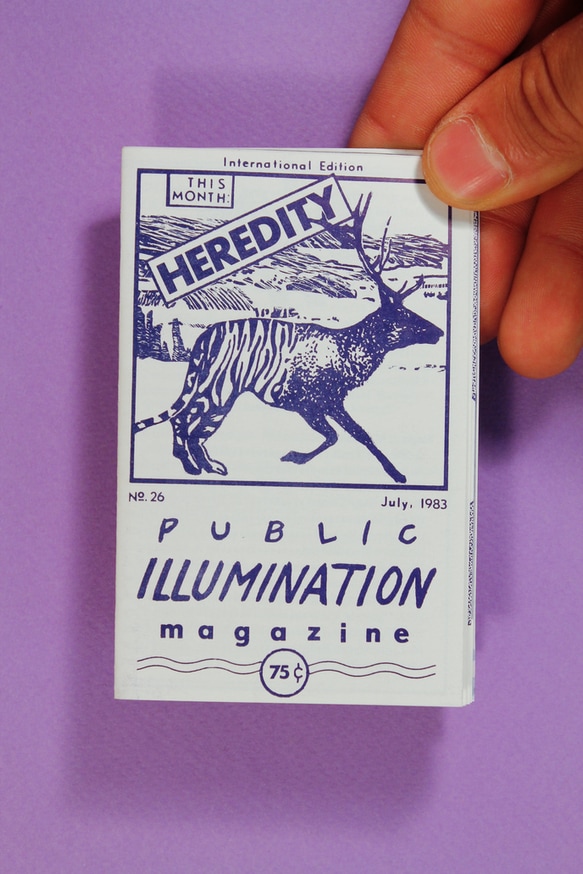 International Edition
THIS
MONTH:
HEREDITY
Nº. 26
July, 1983
PUBLIC
ILLUMINATION
magazine
75¢